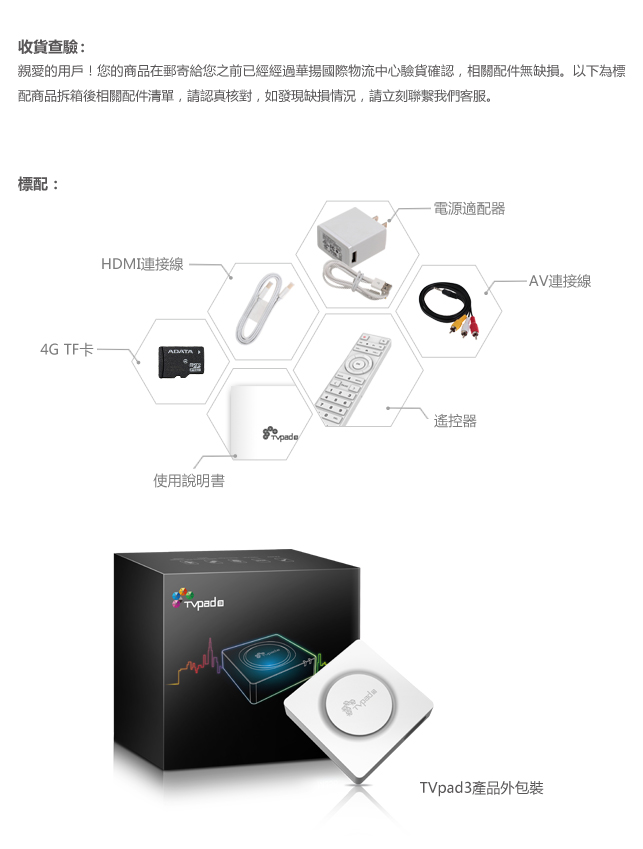 收貨查驗:
親愛的用戶！您的商品在郵寄給您之前已經經過華揚國際物流中心驗貨確認，相關配件無缺損。以下為標
配商品拆箱後相關配件清單，請認真核對，如發現缺損情況，請立刻聯繫我們客服。
標配：
電源適配器
HDMI連接線
AV連接線
4G TF卡
ADATA
遙控器
TVpad3
使用說明書
TVpad3
TVpad3
TVpad3產品外包裝